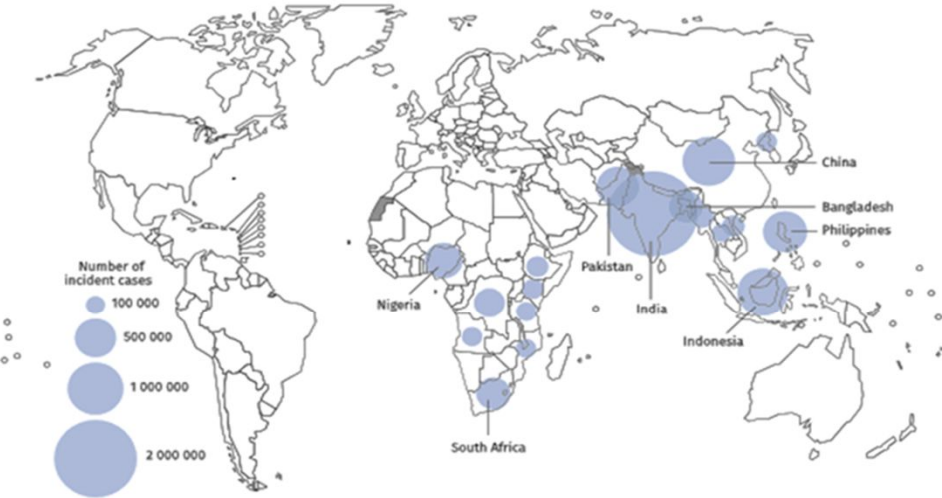 China
Bangladesh
Philippines
Pakistan
Number of
incident cases
100 000
Nigeria
India
500 000
Indonesia
1 000 000
South Africa
2 000 000